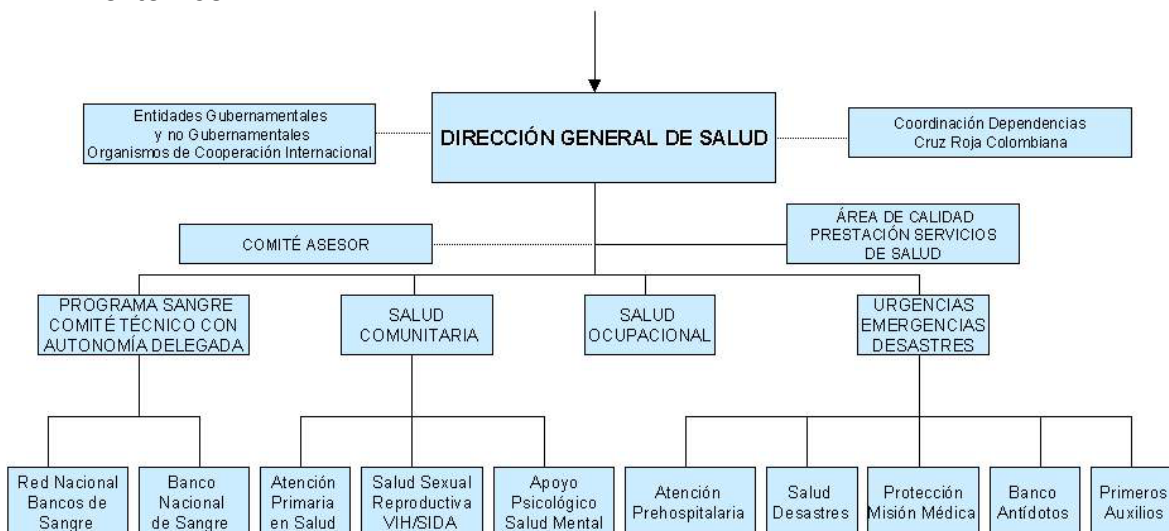 Entidades Gubernamentales
y no Gubernamentales
Organismos de Cooperación Internacional
DIRECCIÓN GENERAL DE SALUD
Coordinación Dependencias
Cruz Roja Colombiana
COMITÉ ASESOR
ÁREA DE CALIDAD
PRESTACIÓN SERVICIOS
DE SALUD
PROGRAMA SANGRE
COMITÉ TÉCNICO CON
AUTONOMÍA DELEGADA
SALUD
COMUNITARIA
SALUD
OCUPACIONAL
URGENCIAS
EMERGENCIAS
DESASTRES
Red Nacional
Bancos de
Sangre
Banco
Nacional
de Sangre
Atención
Primaria
en Salud
Salud Sexual
Reproductiva
VIH/SIDA
Apoyo
Psicológico
Salud Mental
Atención
Prehospitalaria
Salud
Desastres
Protección
Misión Médica
Banco
Antídotos
Primeros
Auxilios